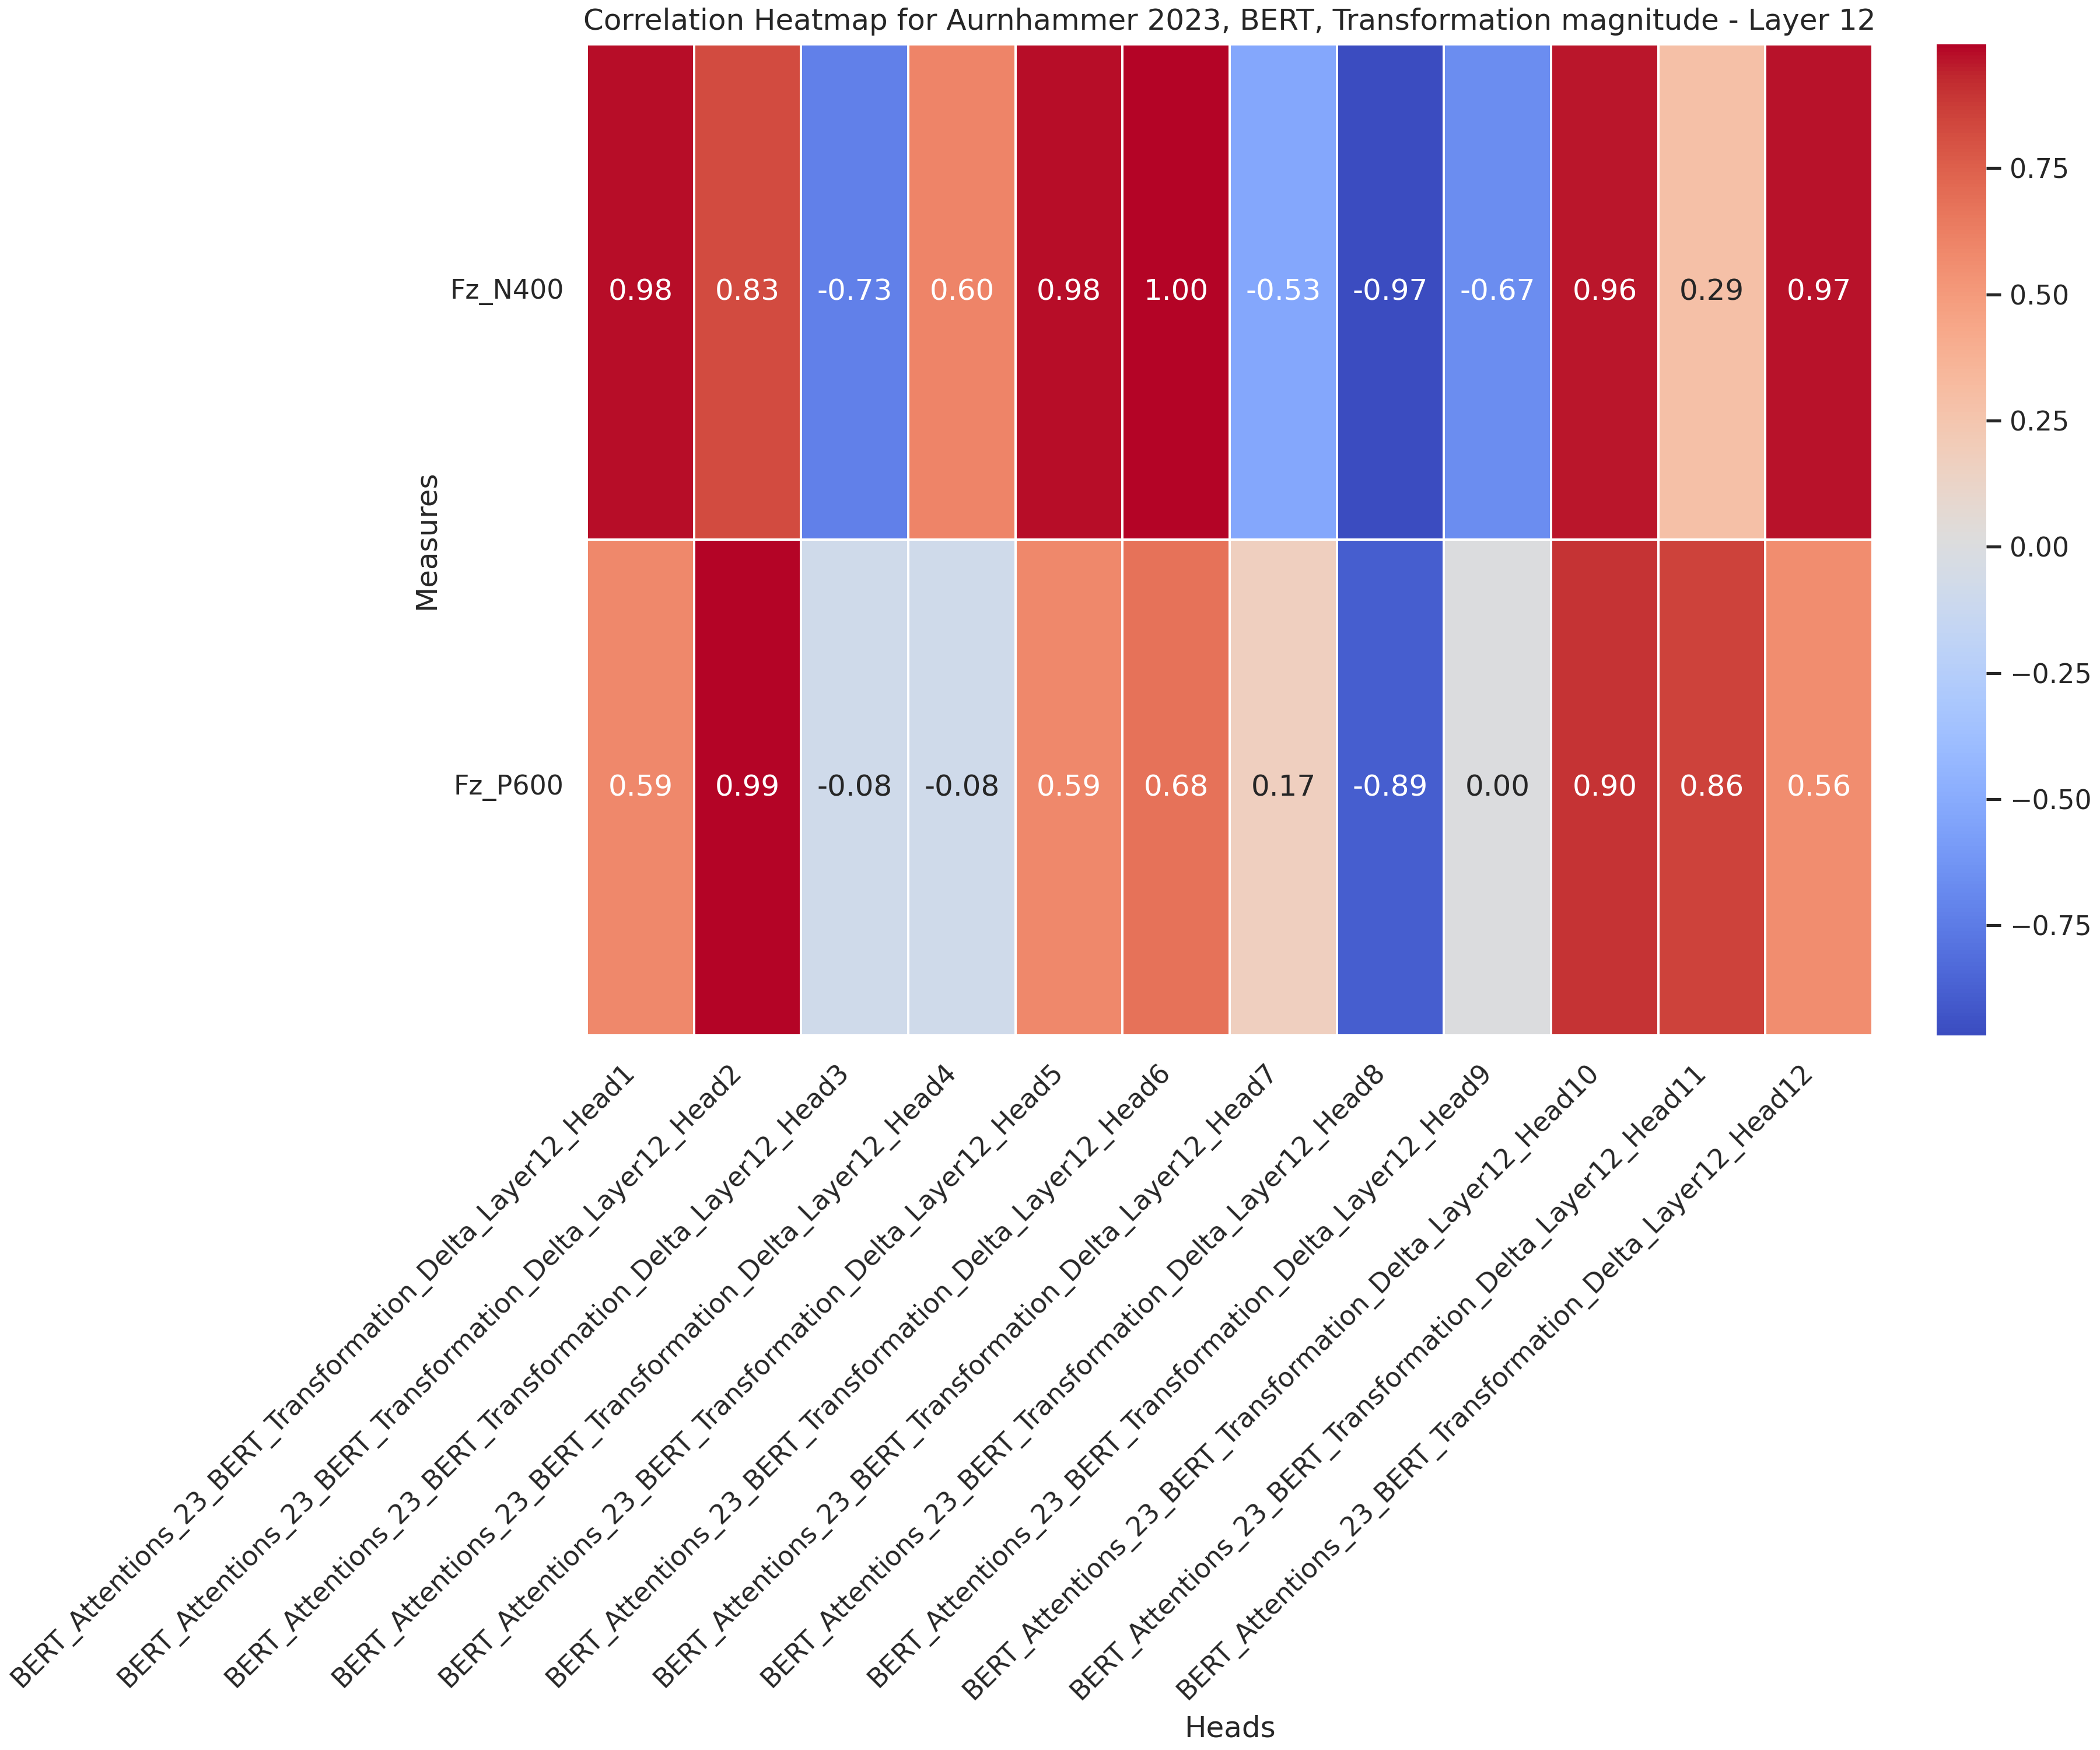 Correlation Heatmap for Aurnhammer 2023, BERT, Transformation magnitude - Layer 12
Measures
Fz_N400
0.98 0.83 -0.73 0.60 0.98 1.00 -0.53 -0.97 -0.67 0.96 0.29 0.97
Fz_P600
0.59 0.99 -0.08 -0.08 0.59 0.68 0.17 -0.89 0.00 0.90 0.86 0.56
0.75
0.50
0.25
0.00
−0.25
−0.50
−0.75
BERT_Attentions_23_BERT_Transformation_Delta_Layer12_Head1
BERT_Attentions_23_BERT_Transformation_Delta_Layer12_Head2
BERT_Attentions_23_BERT_Transformation_Delta_Layer12_Head3
BERT_Attentions_23_BERT_Transformation_Delta_Layer12_Head4
BERT_Attentions_23_BERT_Transformation_Delta_Layer12_Head5
BERT_Attentions_23_BERT_Transformation_Delta_Layer12_Head6
BERT_Attentions_23_BERT_Transformation_Delta_Layer12_Head7
BERT_Attentions_23_BERT_Transformation_Delta_Layer12_Head8
BERT_Attentions_23_BERT_Transformation_Delta_Layer12_Head9
BERT_Attentions_23_BERT_Transformation_Delta_Layer12_Head10
BERT_Attentions_23_BERT_Transformation_Delta_Layer12_Head11
BERT_Attentions_23_BERT_Transformation_Delta_Layer12_Head12
Heads